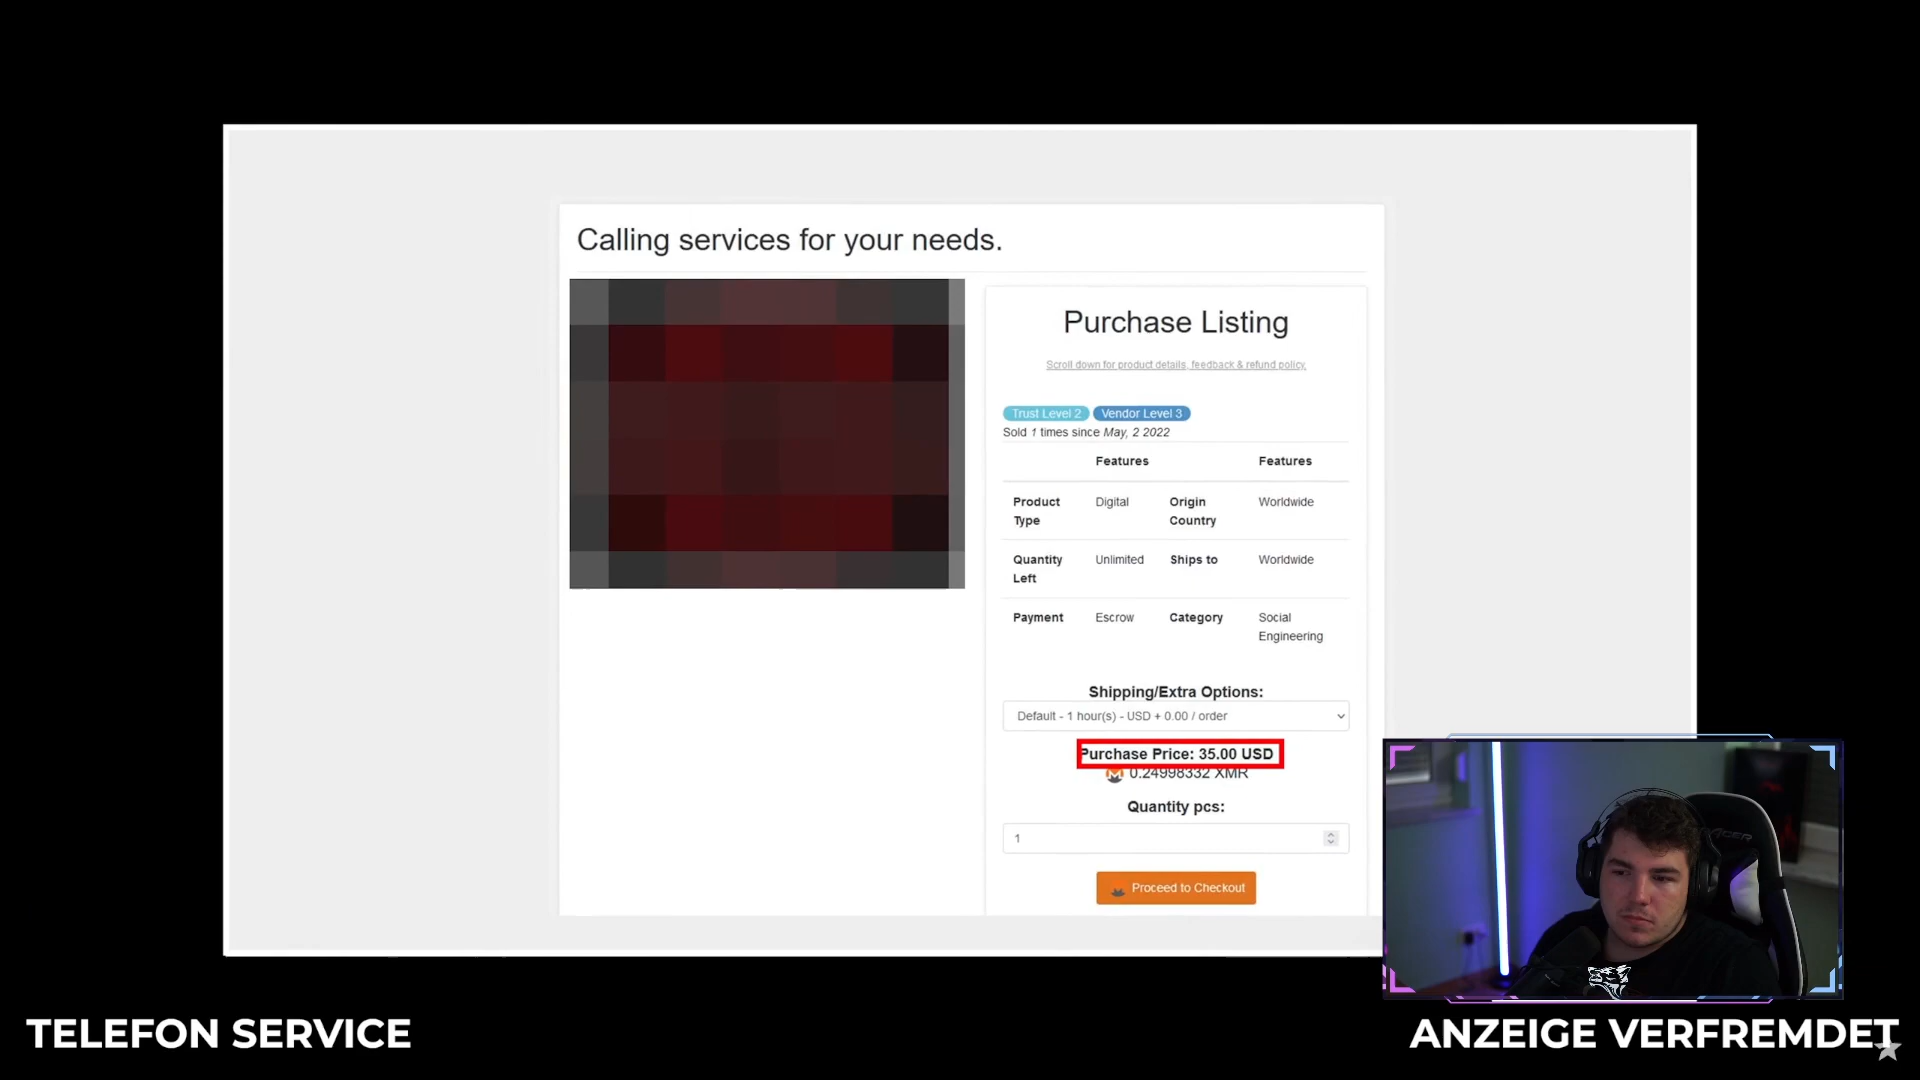 Calling services for your needs.
Purchase Listing
Scroll down for product details, feedback & refund policy.
Trust Level 2 Vendor Level 3
Sold 1 times since May, 2 2022
Features Features
Product Type Digital Origin Country Worldwide
Quantity Left Unlimited Ships to Worldwide
Payment Escrow Category Social Engineering
Shipping/Extra Options:
Default - 1 hour(s) - USD + 0.00 / order
Purchase Price: 35.00 USD
0.24998332 XMR
Quantity pcs:
1
Proceed to Checkout
TELEFON SERVICE
ANZEIGE VERFREMDET